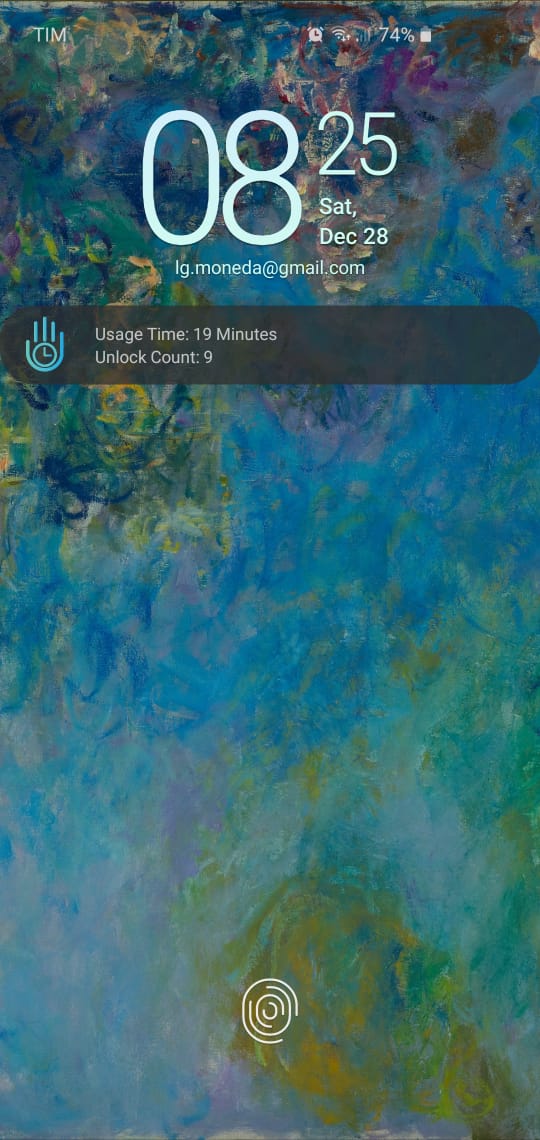 TIM 74%
08 25
Sat,
Dec 28
lg.moneda@gmail.com
Usage Time: 19 Minutes
Unlock Count: 9